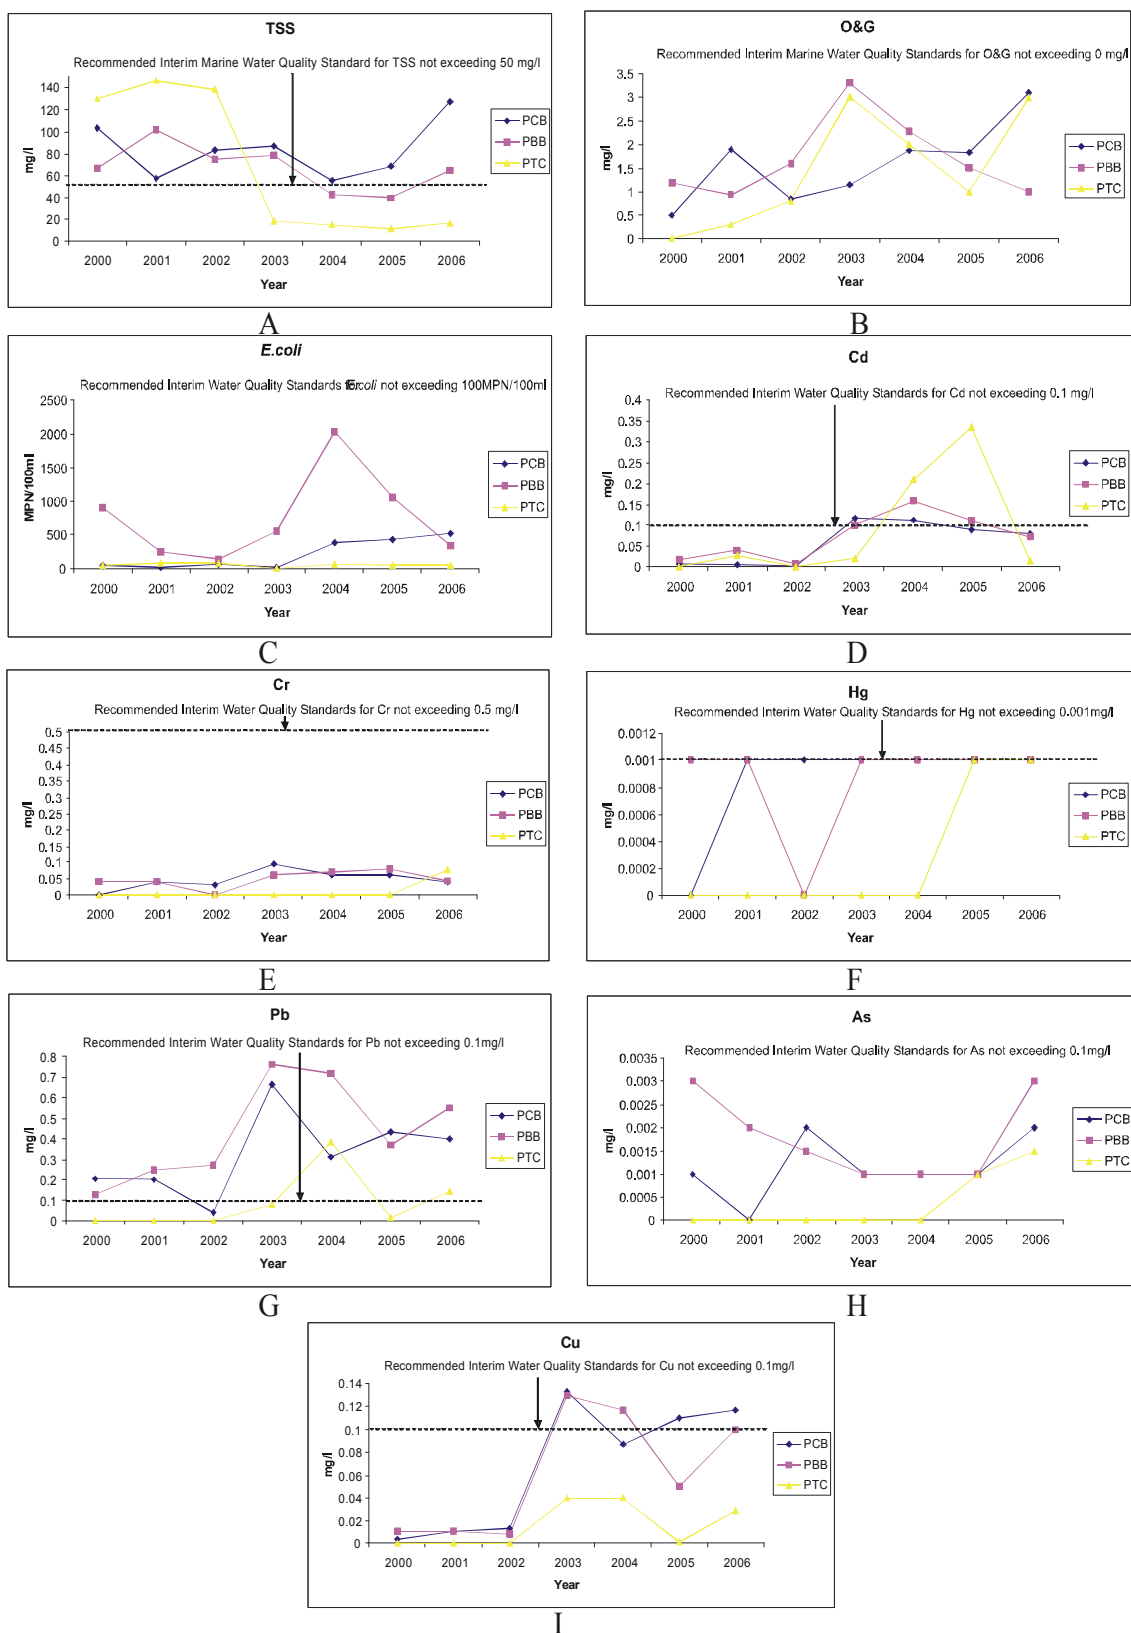 TSS
Recommended Interim Marine Water Quality Standard for TSS not exceeding 50 mg/l
140
120
100
80
60
40
20
0
mg/l
2000 2001 2002 2003 2004 2005 2006
Year
PCB
PBB
PTC
A
O&G
Recommended Interim Marine Water Quality Standards for O&G not exceeding 0 mg/l
3.5
3
2.5
2
1.5
1
0.5
0
mg/l
2000 2001 2002 2003 2004 2005 2006
Year
PCB
PBB
PTC
B
E.coli
Recommended Interim Water Quality Standards for E.coli not exceeding 100MPN/100ml
2500
2000
1500
1000
500
0
MPN/100ml
2000 2001 2002 2003 2004 2005 2006
Year
PCB
PBB
PTC
C
Cd
Recommended Interim Water Quality Standards for Cd not exceeding 0.1 mg/l
0.4
0.35
0.3
0.25
0.2
0.15
0.1
0.05
0
mg/l
2000 2001 2002 2003 2004 2005 2006
Year
PCB
PBB
PTC
D
Cr
Recommended Interim Water Quality Standards for Cr not exceeding 0.5 mg/l
0.5
0.45
0.4
0.35
0.3
0.25
0.2
0.15
0.1
0.05
0
mg/l
2000 2001 2002 2003 2004 2005 2006
Year
PCB
PBB
PTC
E
Hg
Recommended Interim Water Quality Standards for Hg not exceeding 0.001mg/l
0.0012
0.001
0.0008
0.0006
0.0004
0.0002
0
mg/l
2000 2001 2002 2003 2004 2005 2006
Year
PCB
PBB
PTC
F
Pb
Recommended Interim Water Quality Standards for Pb not exceeding 0.1mg/l
0.8
0.7
0.6
0.5
0.4
0.3
0.2
0.1
0
mg/l
2000 2001 2002 2003 2004 2005 2006
Year
PCB
PBB
PTC
G
As
Recommended Interim Water Quality Standards for As not exceeding 0.1mg/l
0.0035
0.003
0.0025
0.002
0.0015
0.001
0.0005
0
mg/l
2000 2001 2002 2003 2004 2005 2006
Year
PCB
PBB
PTC
H
Cu
Recommended Interim Water Quality Standards for Cu not exceeding 0.1mg/l
0.14
0.12
0.1
0.08
0.06
0.04
0.02
0
mg/l
2000 2001 2002 2003 2004 2005 2006
Year
PCB
PBB
PTC
I